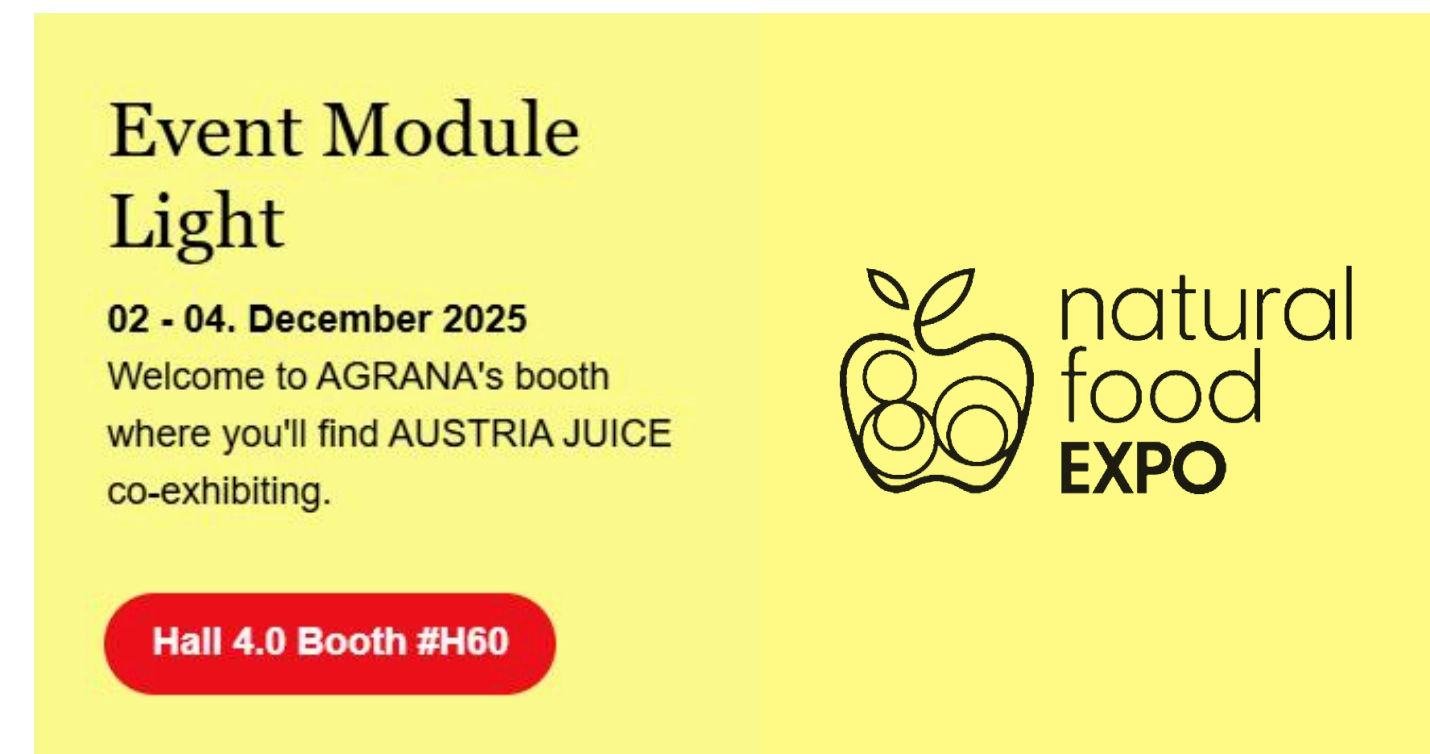 Event Module
Light
02 - 04. December 2025
Welcome to AGRANA's booth
where you'll find AUSTRIA JUICE
co-exhibiting.
Hall 4.0 Booth #H60
natural
food
EXPO